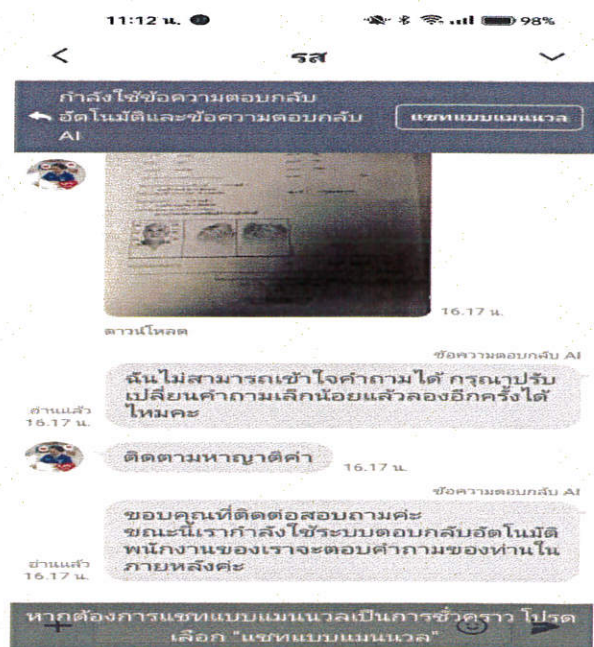 11:12 น. 98%
รส
กำลังใช้ข้อความตอบกลับ
อัตโนมัติและข้อความตอบกลับ
AI
แชทแบบแมนนวล
16.17 น.
ดาวน์โหลด
ข้อความตอบกลับ AI
ฉันไม่สามารถเข้าใจคำถามได้ กรุณาปรับ
เปลี่ยนคำถามเล็กน้อยแล้วลองอีกครั้งได้
ไหมคะ
อ่านแล้ว
16.17 น.
ติดตามหาญาติค่า
16.17 น.
ข้อความตอบกลับ AI
ขอบคุณที่ติดต่อสอบถามค่ะ
ขณะนี้เรากำลังใช้ระบบตอบกลับอัตโนมัติ
พนักงานของเราจะตอบคำถามของท่านใน
ภายหลังค่ะ
อ่านแล้ว
16.17 น.
หากต้องการแชทแบบแมนนวลเป็นการชั่วคราว โปรด
เลือก "แชทแบบแมนนวล"